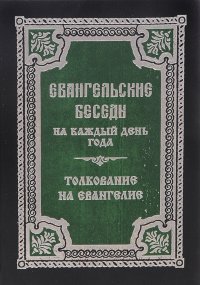 ЕВАНГЕЛЬСКИЕ
БЕСЕДЫ
НА КАЖДЫЙ ДЕНЬ
ГОДА
ТОЛКОВАНИЕ
НА ЕВАНГЕЛИЕ